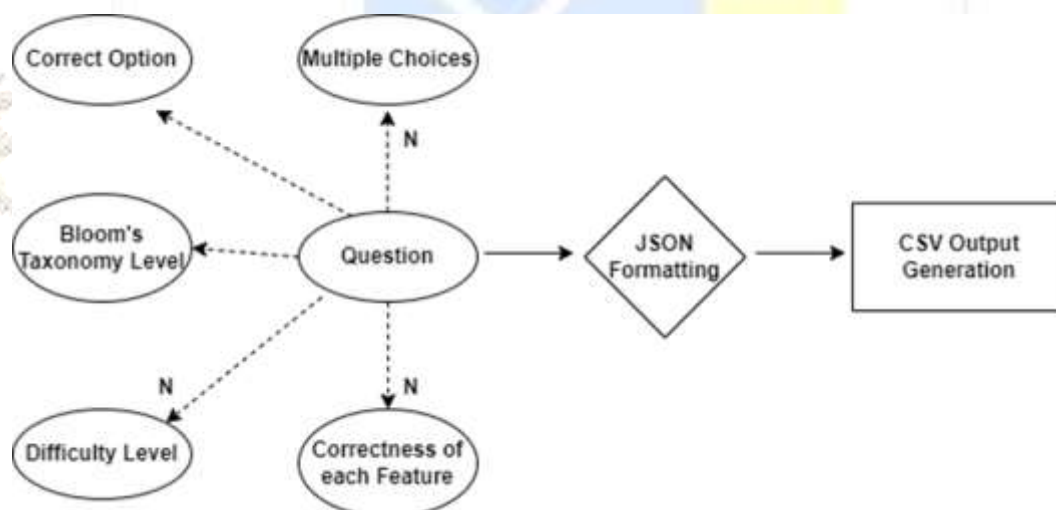 Correct Option
Multiple Choices
N
Bloom's
Taxonomy Level
Question
JSON
Formatting
CSV Output
Generation
N
N
Difficulty Level
Correctness of
each Feature